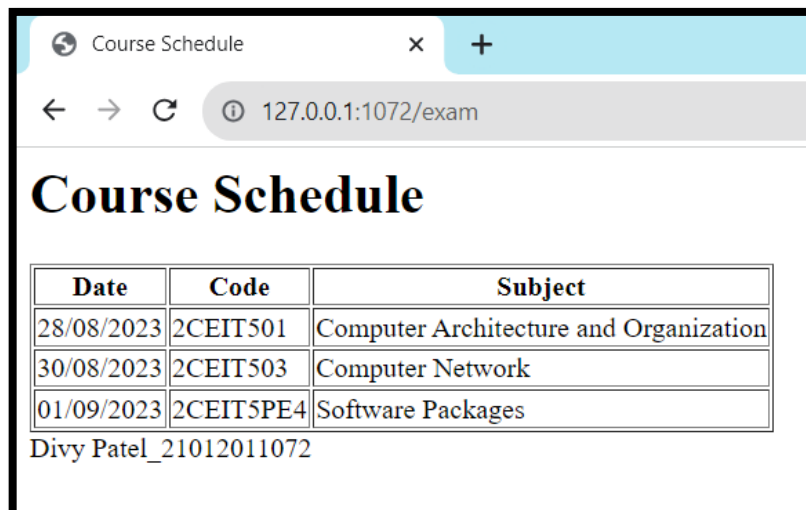 Course Schedule
127.0.0.1:1072/exam
Course Schedule
Date Code Subject
28/08/2023 2CEIT501 Computer Architecture and Organization
30/08/2023 2CEIT503 Computer Network
01/09/2023 2CEIT5PE4 Software Packages
Divy Patel_21012011072